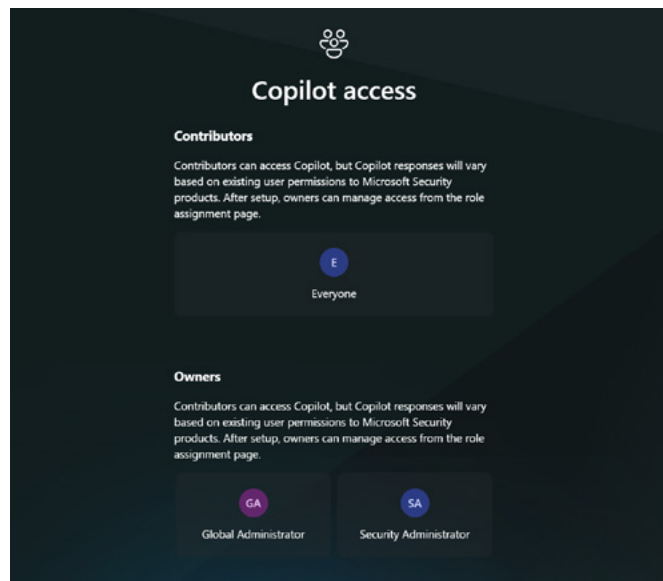 Copilot access
Contributors
Contributors can access Copilot, but Copilot responses will vary
based on existing user permissions to Microsoft Security
products. After setup, owners can manage access from the role
assignment page.
E
Everyone
Owners
Contributors can access Copilot, but Copilot responses will vary
based on existing user permissions to Microsoft Security
products. After setup, owners can manage access from the role
assignment page.
GA
SA
Global Administrator
Security Administrator